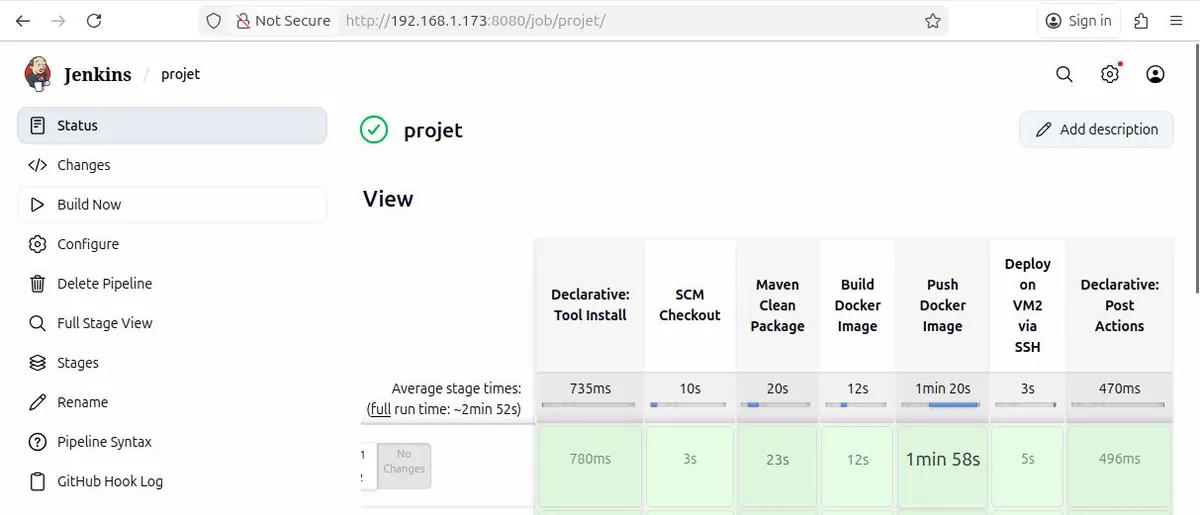 Not Secure http://192.168.1.173:8080/job/projet/ Sign in
Jenkins / projet
Status
Changes
Build Now
Configure
Delete Pipeline
Full Stage View
Stages
Rename
Pipeline Syntax
GitHub Hook Log
projet
Add description
View
Declarative:
Tool Install
SCM
Checkout
Maven
Clean
Package
Build
Docker
Image
Push
Docker
Image
Deploy
on
VM2
via
SSH
Declarative:
Post
Actions
Average stage times:
(full run time: ~2min 52s)
735ms 10s 20s 12s 1min 20s 3s 470ms
No
Changes
780ms 3s 23s 12s 1min 58s 5s 496ms